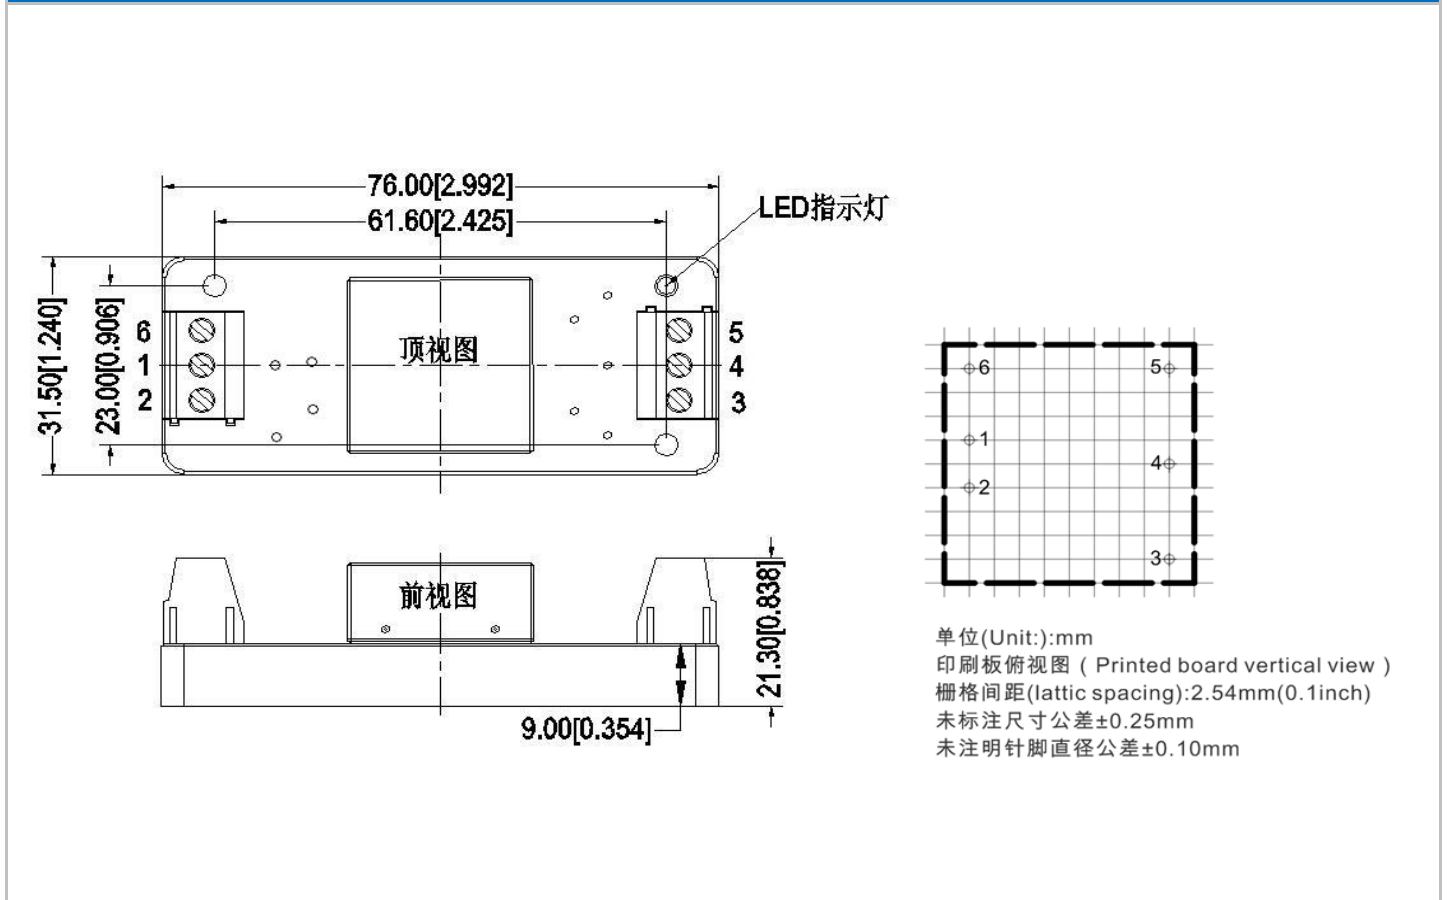 76.00[2.992]
61.60[2.425]
LED指示灯
31.50[1.240]
23.00[0.906]
6
1
2
顶视图
5
4
3
前视图
21.30[0.838]
9.00[0.354]
6
5
1
4
2
3
单位(Unit:):mm
印刷板俯视图 ( Printed board vertical view )
栅格间距(lattic spacing):2.54mm(0.1inch)
未标注尺寸公差±0.25mm
未注明针脚直径公差±0.10mm